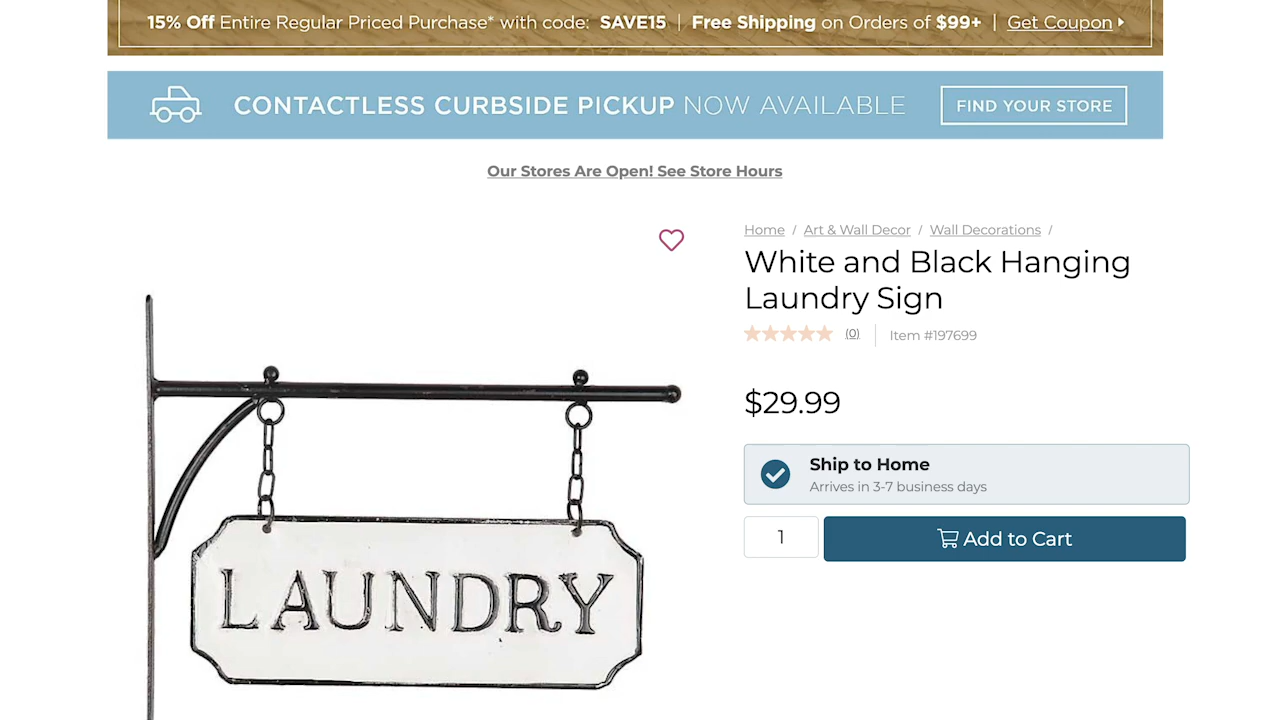 15% Off Entire Regular Priced Purchase* with code: SAVE15 | Free Shipping on Orders of $99+ | Get Coupon
CONTACTLESS CURBSIDE PICKUP NOW AVAILABLE FIND YOUR STORE
Our Stores Are Open! See Store Hours
Home / Art & Wall Decor / Wall Decorations /
White and Black Hanging
Laundry Sign
(0) Item #197699
$29.99
Ship to Home
Arrives in 3-7 business days
1 Add to Cart
LAUNDRY